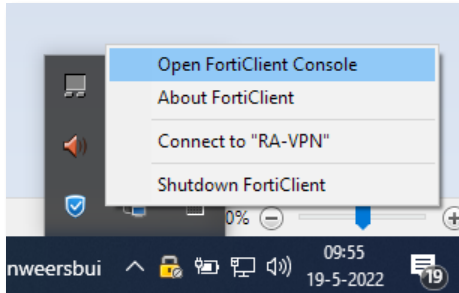 Open FortiClient Console
About FortiClient
Connect to "RA-VPN"
Shutdown FortiClient
0%
nweersbui
09:55
19-5-2022
19